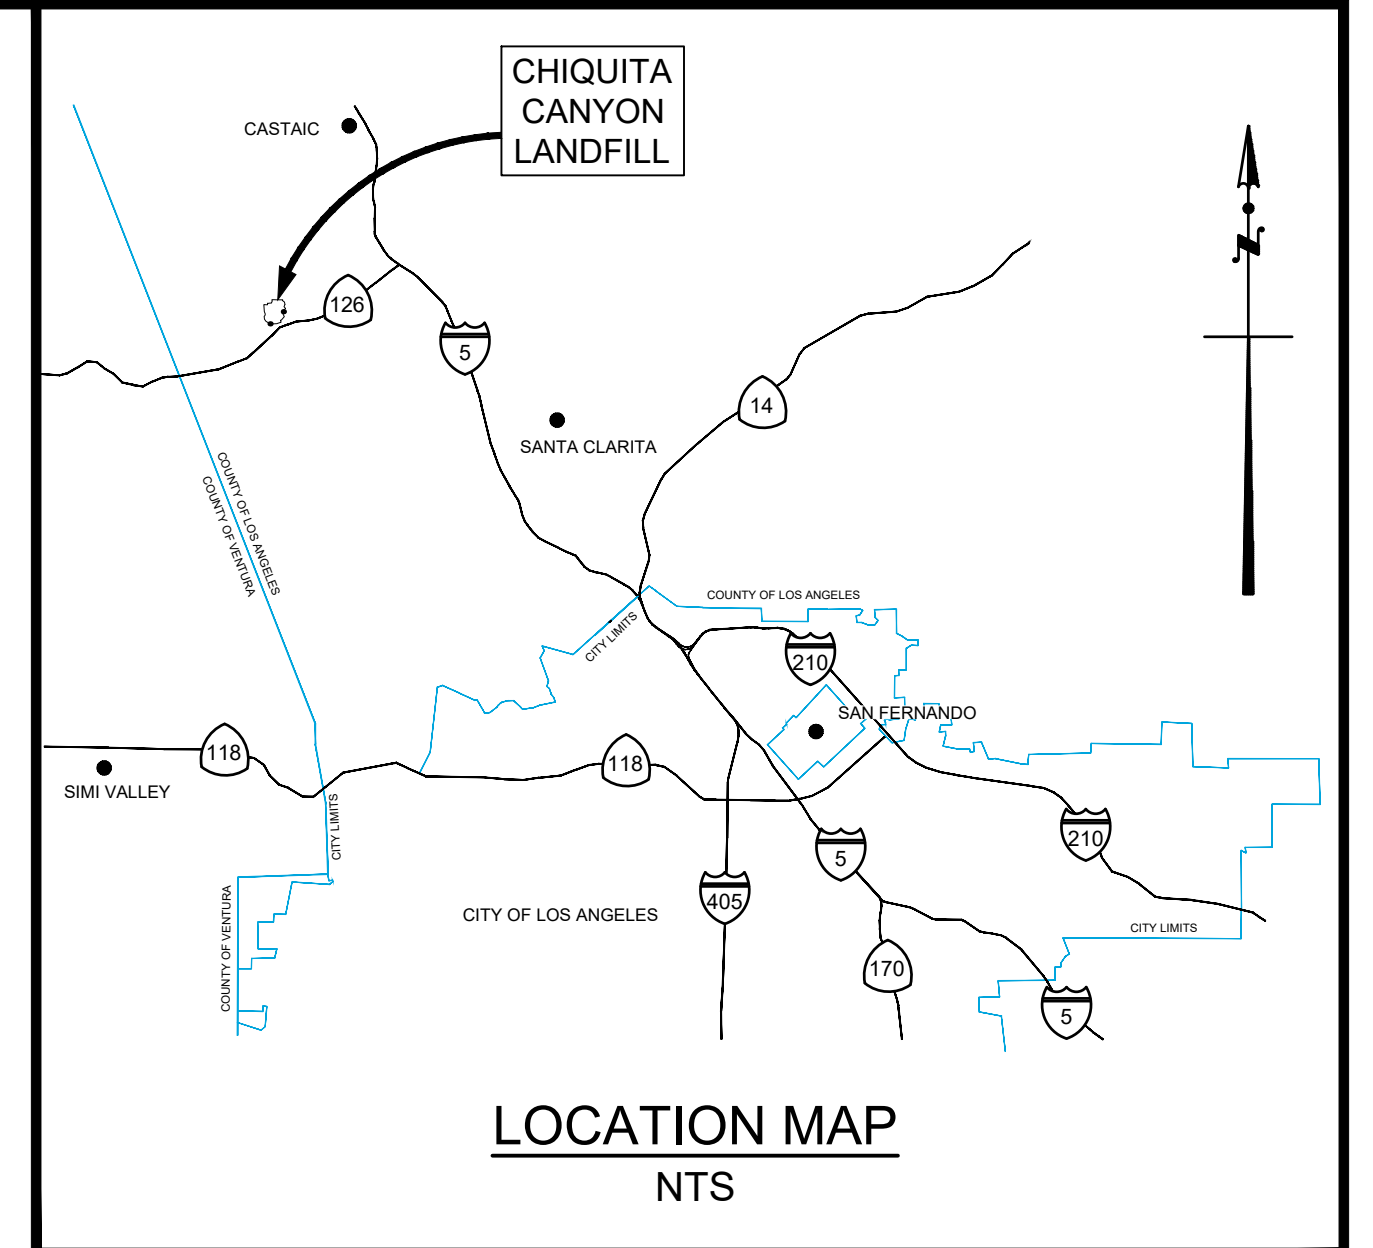 CHIQUITA
CANYON
LANDFILL
CASTAIC
N
126
5
14
SANTA CLARITA
COUNTY OF LOS ANGELES
COUNTY OF VENTURA
COUNTY OF LOS ANGELES
CITY LIMITS
210
SAN FERNANDO
118
118
SIMI VALLEY
CITY LIMITS
210
5
405
COUNTY OF VENTURA
CITY OF LOS ANGELES
CITY LIMITS
170
5
LOCATION MAP
NTS